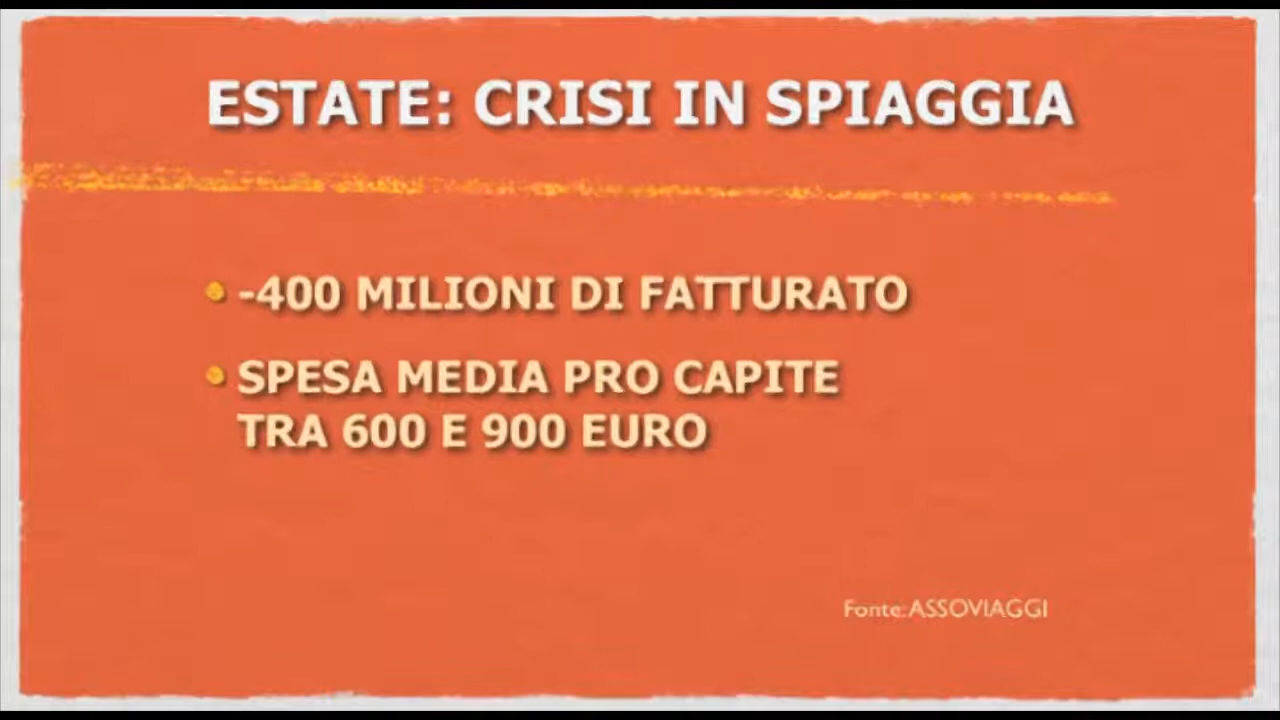 ESTATE: CRISI IN SPIAGGIA
-400 MILIONI DI FATTURATO
SPESA MEDIA PRO CAPITE
TRA 600 E 900 EURO
Fonte: ASSOVIAGGI